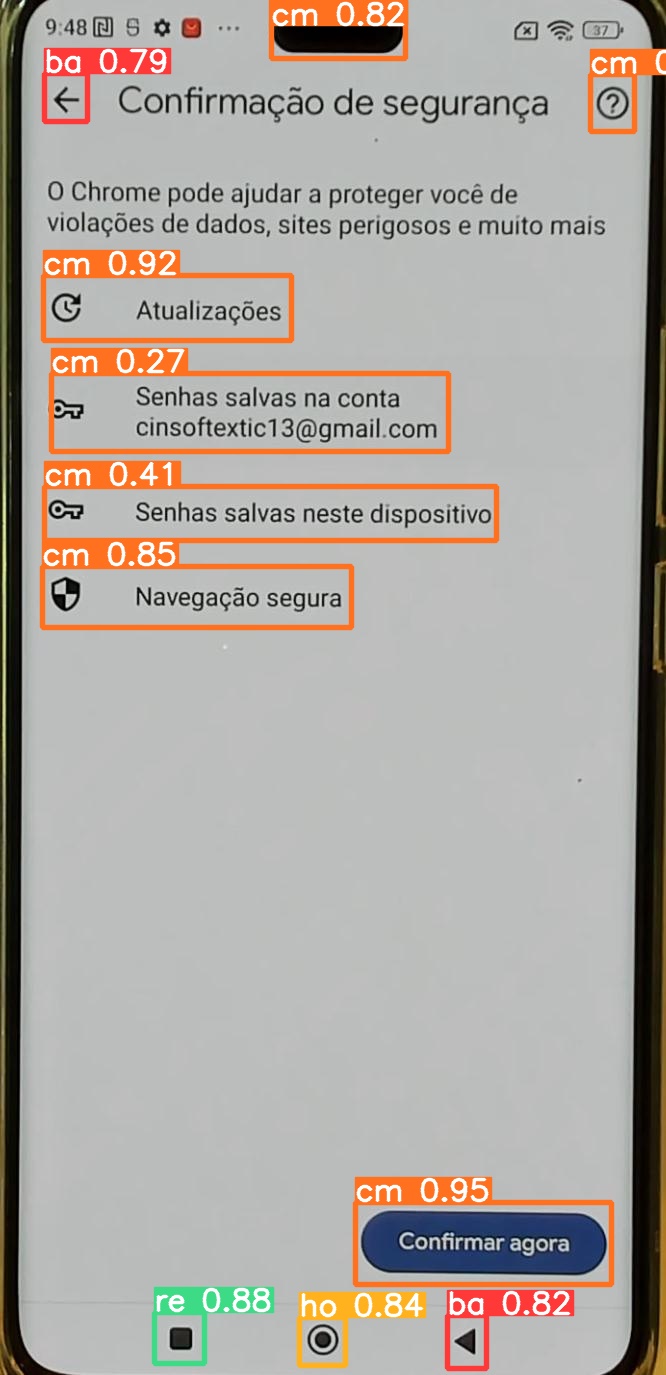 cm 0.82
9:48
37
ba 0.79
cm 0
Confirmação de segurança
O Chrome pode ajudar a proteger você de
violações de dados, sites perigosos e muito mais
cm 0.92
Atualizações
cm 0.27
Senhas salvas na conta
cinsoftextic13@gmail.com
cm 0.41
Senhas salvas neste dispositivo
cm 0.85
Navegação segura
cm 0.95
Confirmar agora
re 0.88
ho 0.84
ba 0.82